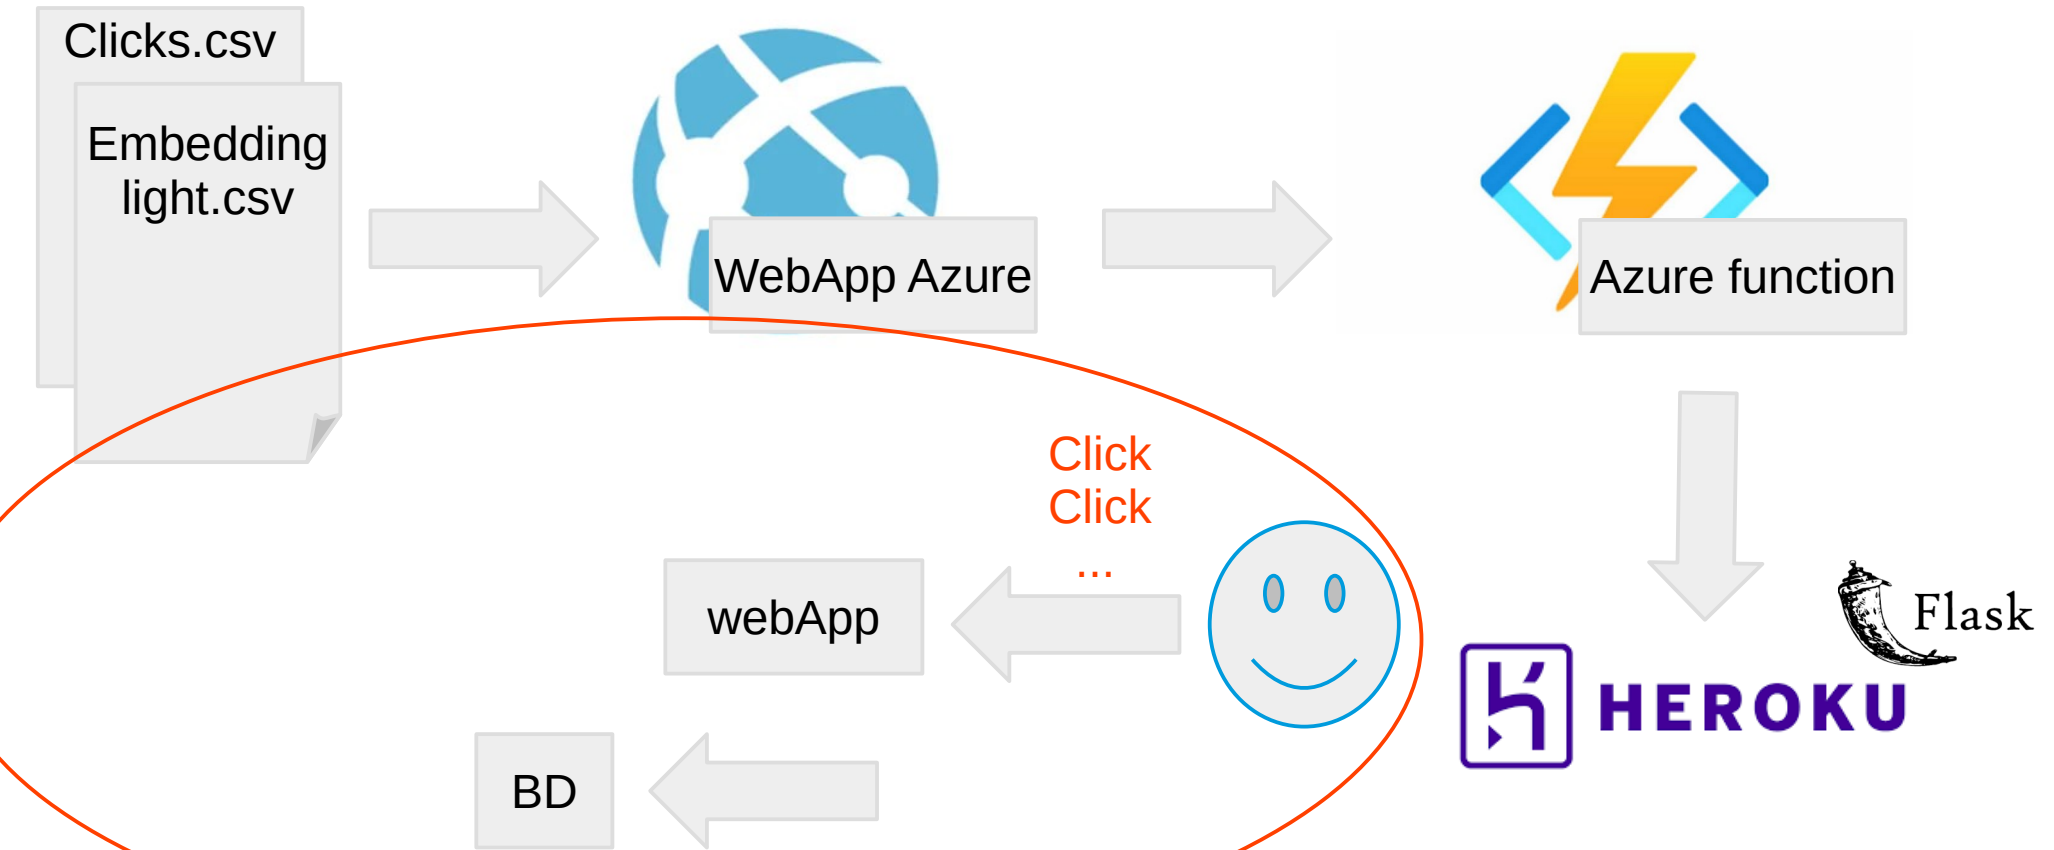 Clicks.csv
Embedding
light.csv
WebApp Azure
Azure function
Click
Click
...
webApp
Flask
HEROKU
BD